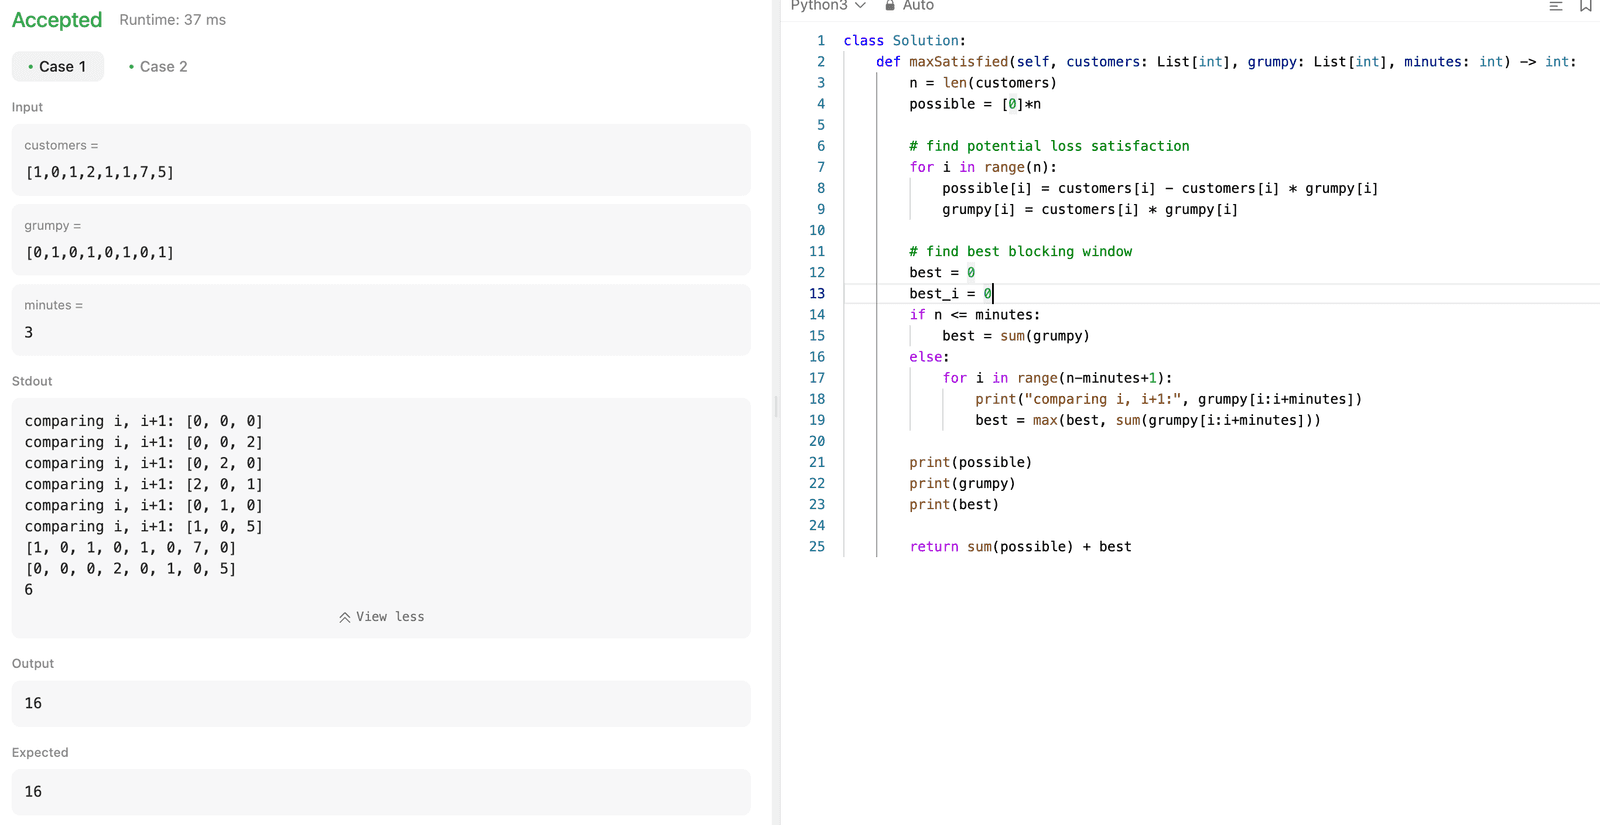 Accepted Runtime: 37 ms
• Case 1 • Case 2
Input
customers =
[1,0,1,2,1,1,7,5]
grumpy =
[0,1,0,1,0,1,0,1]
minutes =
3
Stdout
comparing i, i+1: [0, 0, 0]
comparing i, i+1: [0, 0, 2]
comparing i, i+1: [0, 2, 0]
comparing i, i+1: [2, 0, 1]
comparing i, i+1: [0, 1, 0]
comparing i, i+1: [1, 0, 5]
[1, 0, 1, 0, 1, 0, 7, 0]
[0, 0, 0, 2, 0, 1, 0, 5]
6
View less
Output
16
Expected
16
Python3 Auto
1 class Solution:
2     def maxSatisfied(self, customers: List[int], grumpy: List[int], minutes: int) -> int:
3         n = len(customers)
4         possible = [0]*n
5
6         # find potential loss satisfaction
7         for i in range(n):
8             possible[i] = customers[i] - customers[i] * grumpy[i]
9             grumpy[i] = customers[i] * grumpy[i]
10
11         # find best blocking window
12         best = 0
13         best_i = 0
14         if n <= minutes:
15             best = sum(grumpy)
16         else:
17             for i in range(n-minutes+1):
18                 print("comparing i, i+1:", grumpy[i:i+minutes])
19                 best = max(best, sum(grumpy[i:i+minutes]))
20
21         print(possible)
22         print(grumpy)
23         print(best)
24
25         return sum(possible) + best